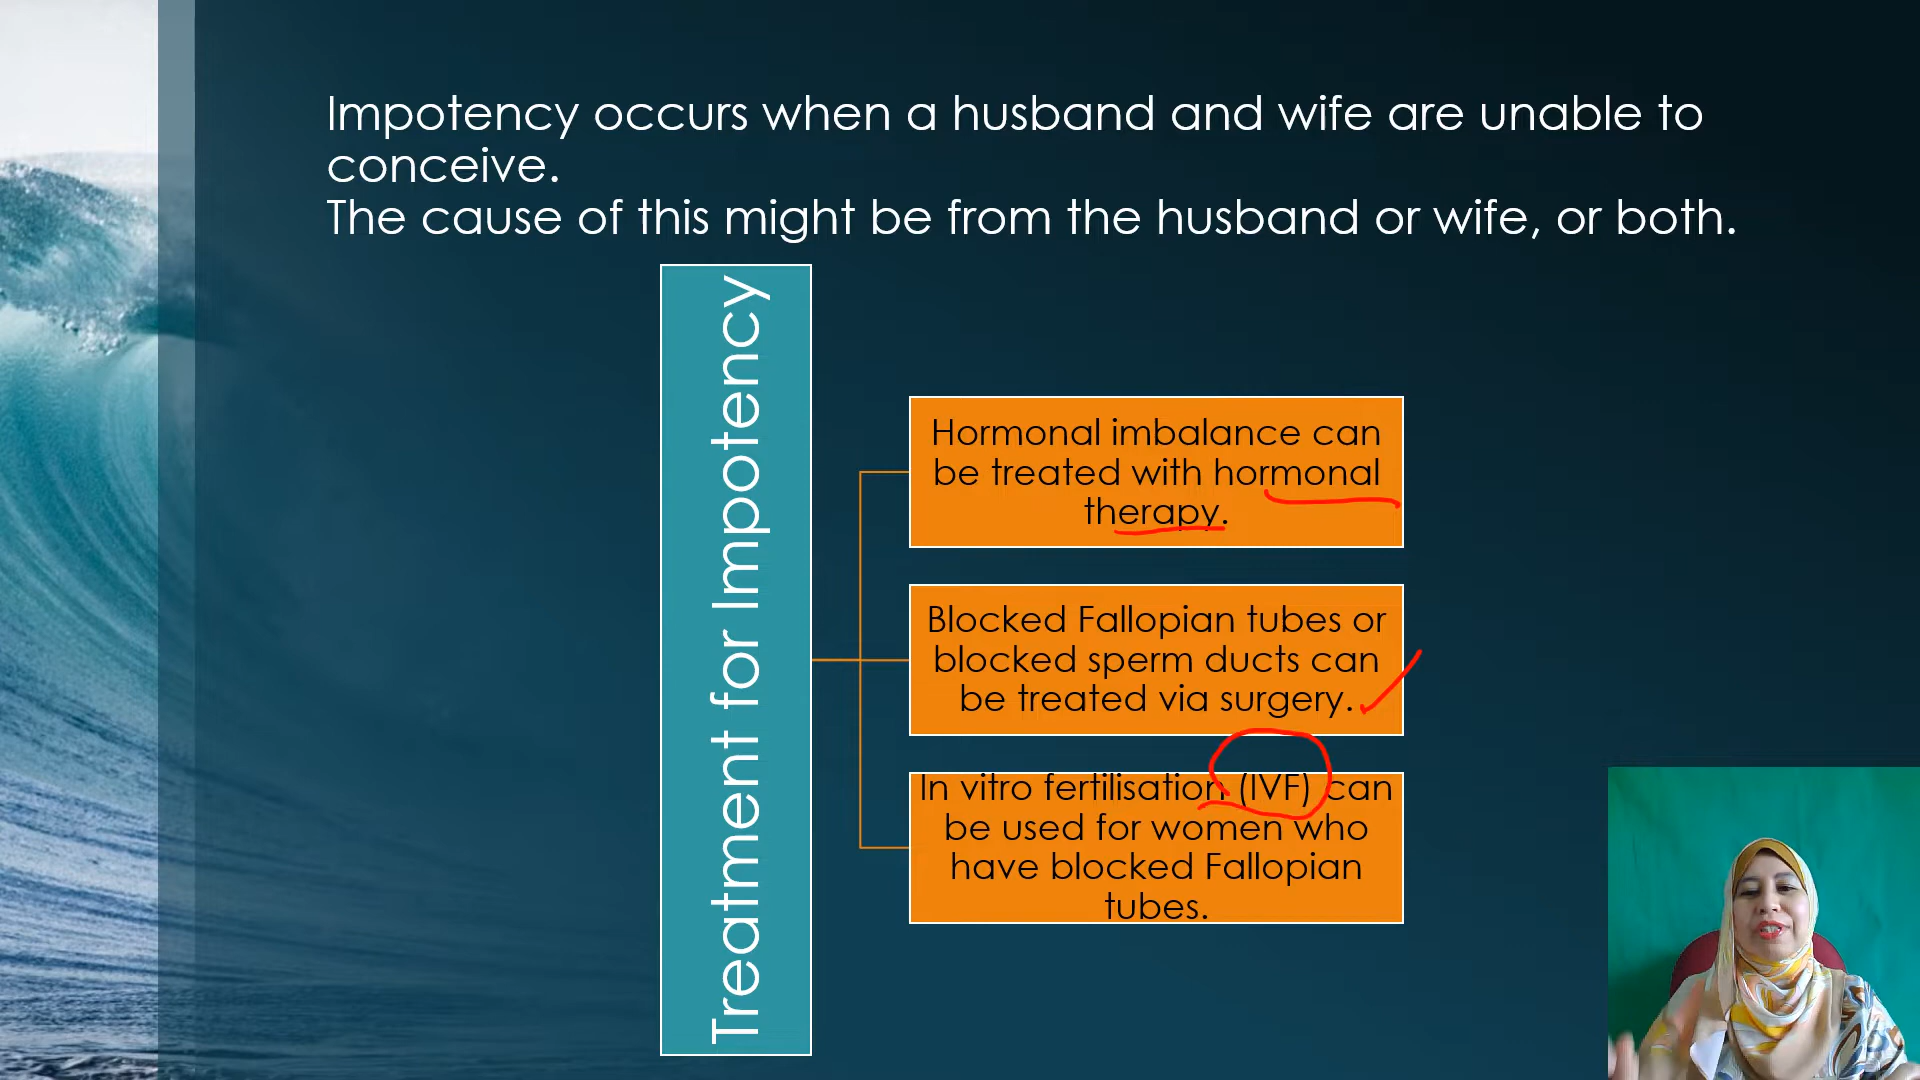 Impotency occurs when a husband and wife are unable to
conceive.
The cause of this might be from the husband or wife, or both.
Treatment for Impotency
Hormonal imbalance can
be treated with hormonal
therapy.
Blocked Fallopian tubes or
blocked sperm ducts can
be treated via surgery.
In vitro fertilisation (IVF) can
be used for women who
have blocked Fallopian
tubes.